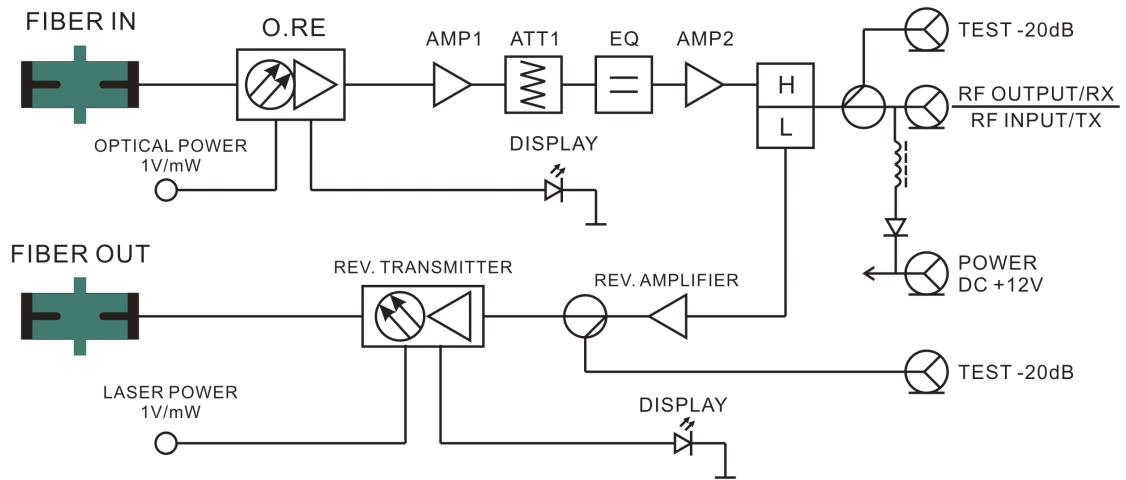 FIBER IN
O.RE
AMP1
ATT1
EQ
AMP2
TEST -20dB
H
L
RF OUTPUT/RX
RF INPUT/TX
OPTICAL POWER
1V/mW
DISPLAY
FIBER OUT
REV. TRANSMITTER
REV. AMPLIFIER
POWER
DC +12V
TEST -20dB
LASER POWER
1V/mW
DISPLAY